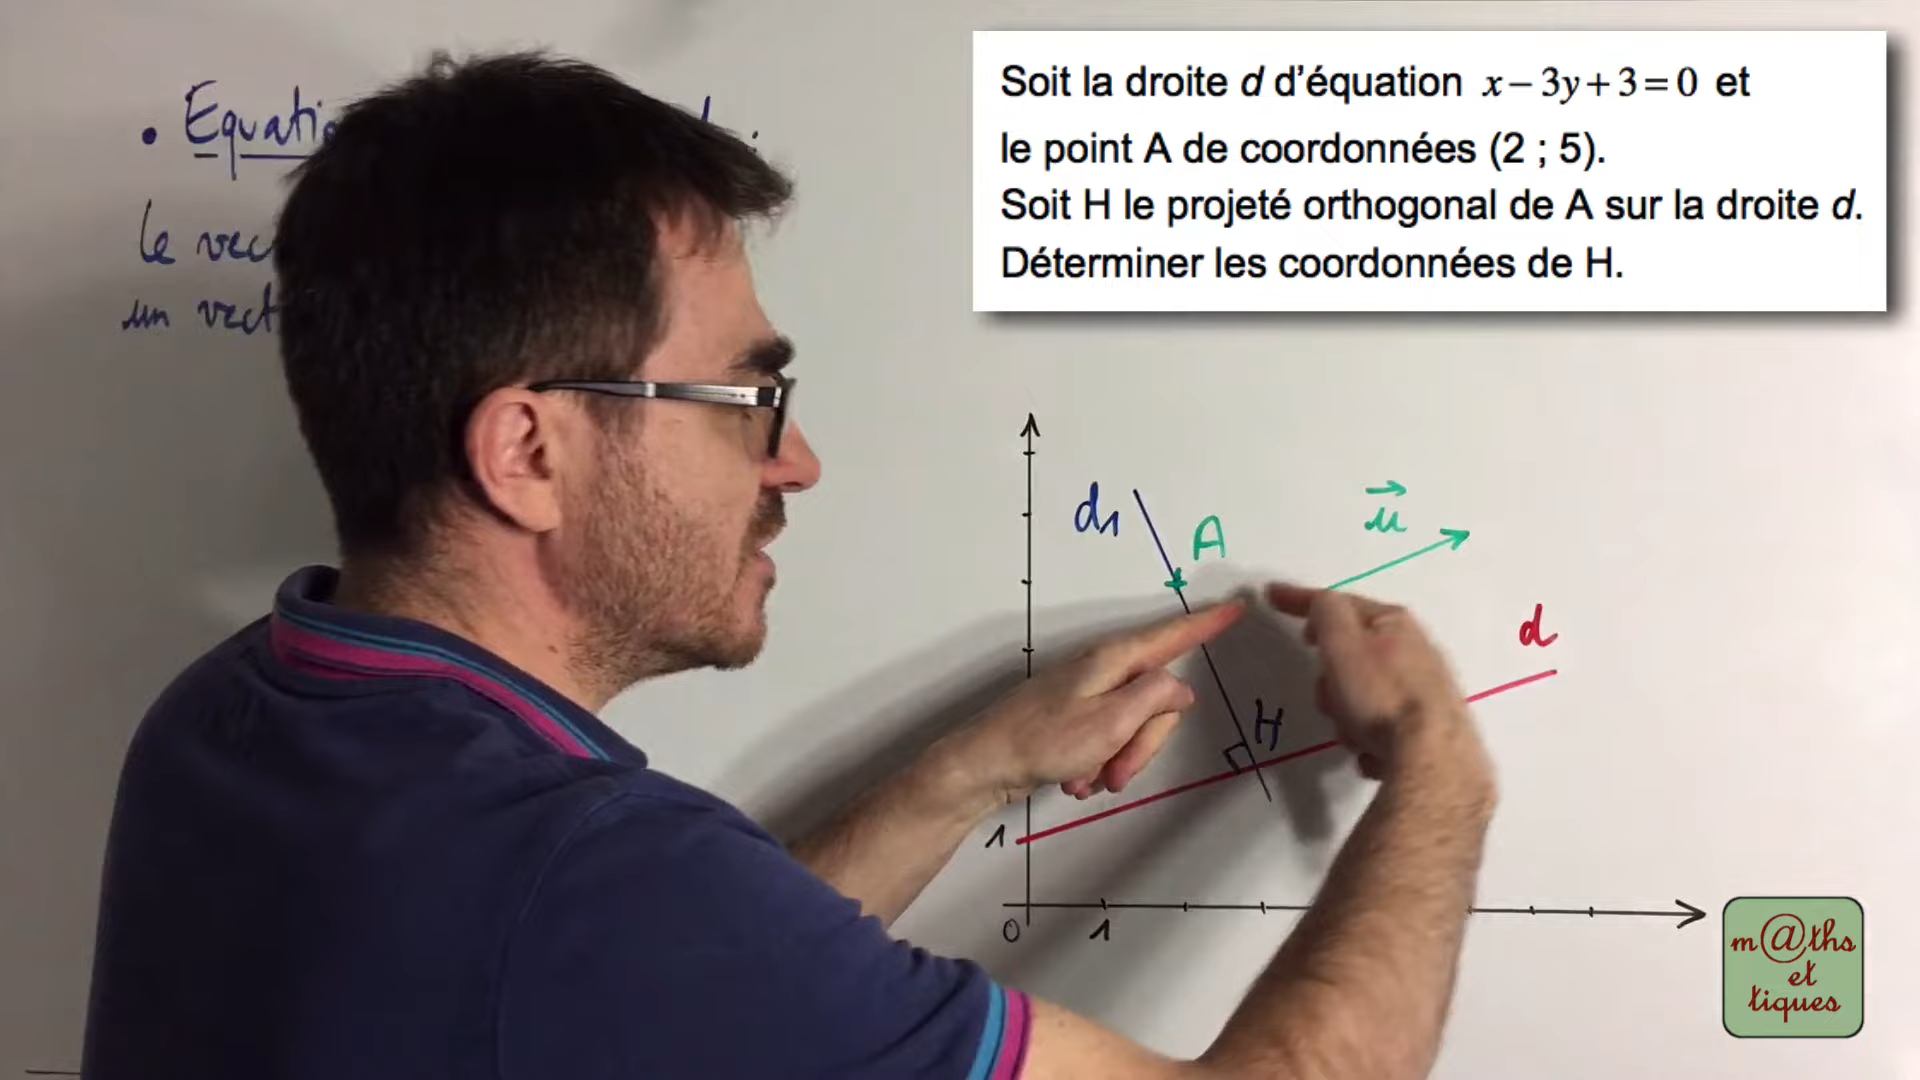 • Equatio
le vec
un vect
Soit la droite d d'équation x − 3y + 3 = 0 et
le point A de coordonnées (2 ; 5).
Soit H le projeté orthogonal de A sur la droite d.
Déterminer les coordonnées de H.
d1
A
u
d
H
1
0
1
m@ths
et
tiques